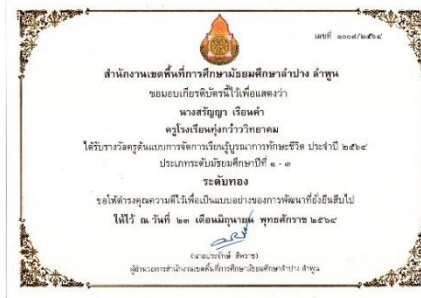 เลขที่ ๑๐๐๙/๒๕๖๔
สำนักงานเขตพื้นที่การศึกษามัธยมศึกษาลำปาง ลำพูน
ขอมอบเกียรติบัตรนี้ไว้เพื่อแสดงว่า
นางสรัญญา เรือนคำ
ครูโรงเรียนทุ่งกว๋าววิทยาคม
ได้รับรางวัลครูต้นแบบการจัดการเรียนรู้บูรณาการทักษะชีวิต ประจำปี ๒๕๖๔
ประเภทระดับมัธยมศึกษาปีที่ ๑ - ๓
ระดับทอง
ขอให้ดำรงคุณความดีไว้เพื่อเป็นแบบอย่างของการพัฒนาที่ยั่งยืนสืบไป
ให้ไว้ ณ วันที่ ๒๓ เดือนมิถุนายน พุทธศักราช ๒๕๖๔
ผู้อำนวยการสำนักงานเขตพื้นที่การศึกษามัธยมศึกษาลำปาง ลำพูน